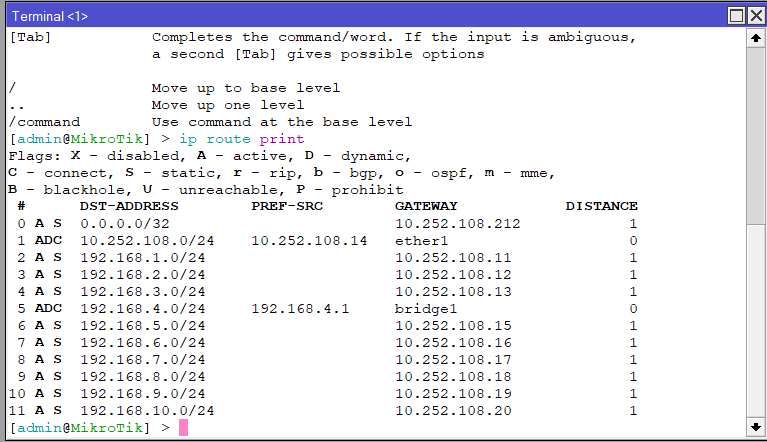 Terminal <1>
[Tab]           Completes the command/word. If the input is ambiguous,
                a second [Tab] gives possible options
/               Move up to base level
..              Move up one level
/command        Use command at the base level
[admin@MikroTik] > ip route print
Flags: X - disabled, A - active, D - dynamic,
C - connect, S - static, r - rip, b - bgp, o - ospf, m - mme,
B - blackhole, U - unreachable, P - prohibit
 #      DST-ADDRESS        PREF-SRC        GATEWAY            DISTANCE
 0 A S  0.0.0.0/32                         10.252.108.212            1
 1 ADC  10.252.108.0/24    10.252.108.14   ether1                    0
 2 A S  192.168.1.0/24                     10.252.108.11             1
 3 A S  192.168.2.0/24                     10.252.108.12             1
 4 A S  192.168.3.0/24                     10.252.108.13             1
 5 ADC  192.168.4.0/24     192.168.4.1     bridge1                   0
 6 A S  192.168.5.0/24                     10.252.108.15             1
 7 A S  192.168.6.0/24                     10.252.108.16             1
 8 A S  192.168.7.0/24                     10.252.108.17             1
 9 A S  192.168.8.0/24                     10.252.108.18             1
10 A S  192.168.9.0/24                     10.252.108.19             1
11 A S  192.168.10.0/24                    10.252.108.20             1
[admin@MikroTik] >